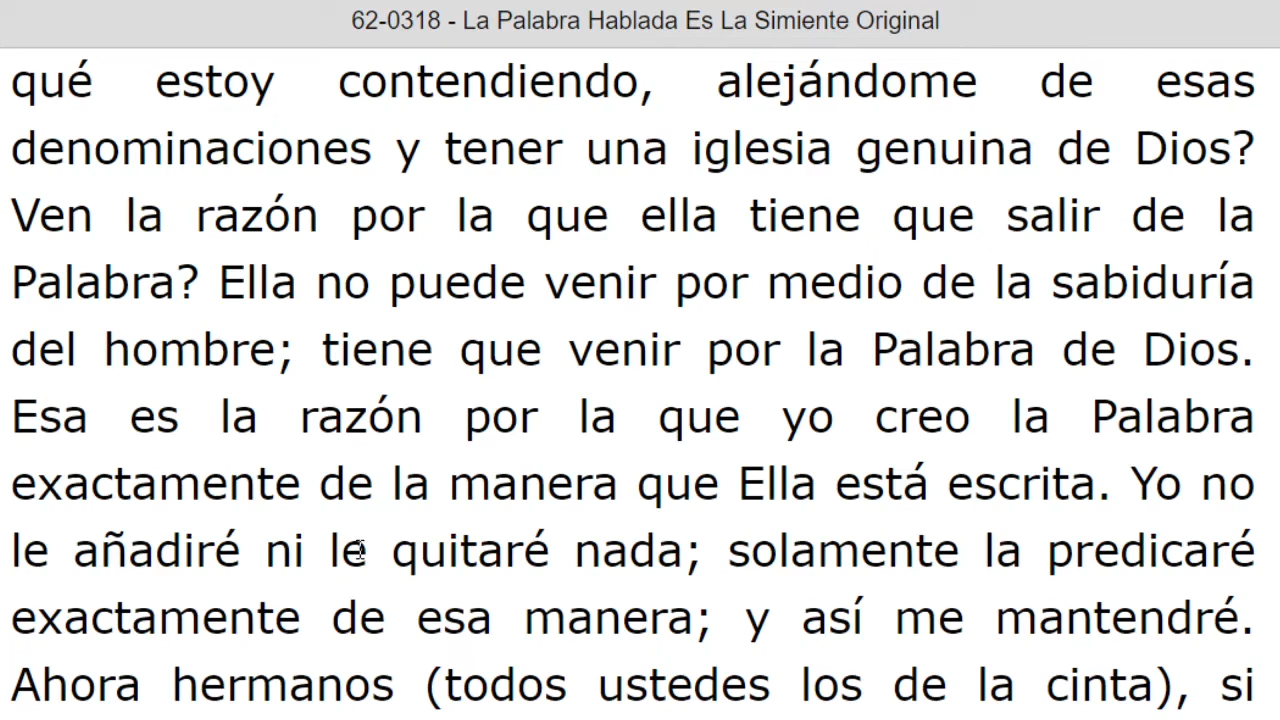 62-0318 - La Palabra Hablada Es La Simiente Original
qué estoy contendiendo, alejándome de esas
denominaciones y tener una iglesia genuina de Dios?
Ven la razón por la que ella tiene que salir de la
Palabra? Ella no puede venir por medio de la sabiduría
del hombre; tiene que venir por la Palabra de Dios.
Esa es la razón por la que yo creo la Palabra
exactamente de la manera que Ella está escrita. Yo no
le añadiré ni le quitaré nada; solamente la predicaré
exactamente de esa manera; y así me mantendré.
Ahora hermanos (todos ustedes los de la cinta), si